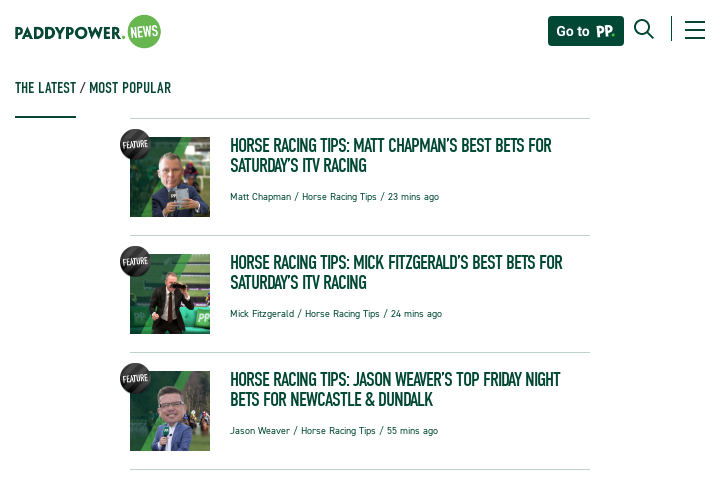 PADDYPOWER. NEWS
Go to PP.
THE LATEST / MOST POPULAR
FEATURE
HORSE RACING TIPS: MATT CHAPMAN'S BEST BETS FOR
SATURDAY'S ITV RACING
Matt Chapman / Horse Racing Tips / 23 mins ago
FEATURE
HORSE RACING TIPS: MICK FITZGERALD'S BEST BETS FOR
SATURDAY'S ITV RACING
Mick Fitzgerald / Horse Racing Tips / 24 mins ago
FEATURE
HORSE RACING TIPS: JASON WEAVER'S TOP FRIDAY NIGHT
BETS FOR NEWCASTLE & DUNDALK
Jason Weaver / Horse Racing Tips / 55 mins ago